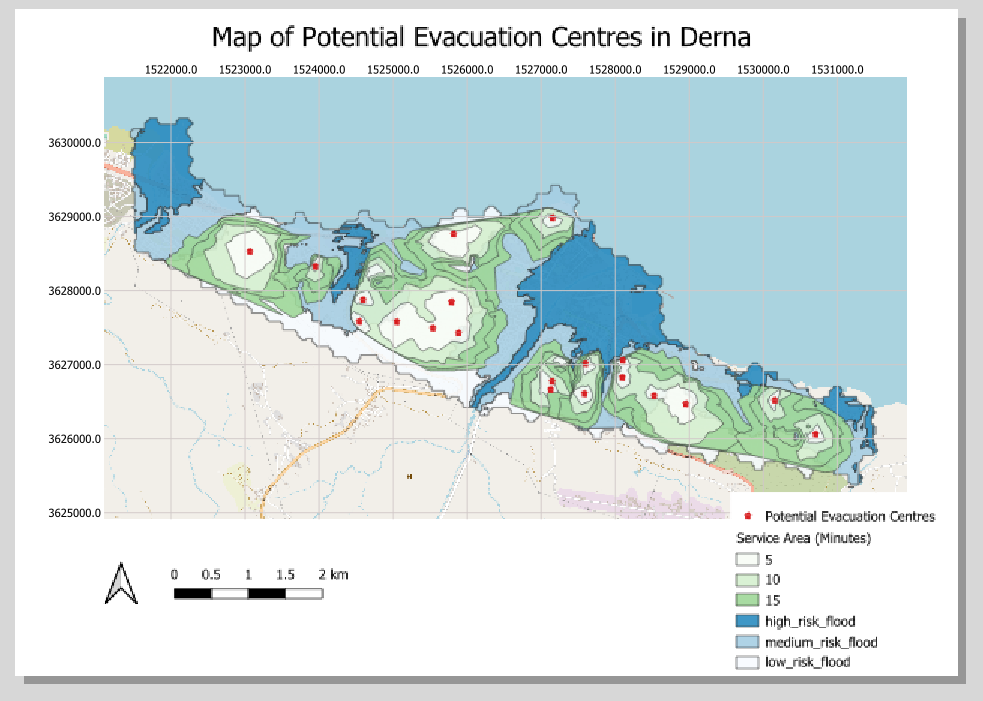 Map of Potential Evacuation Centres in Derna
1522000.0 1523000.0 1524000.0 1525000.0 1526000.0 1527000.0 1528000.0 1529000.0 1530000.0 1531000.0
3630000.0
3629000.0
3628000.0
3627000.0
3626000.0
3625000.0
H
Potential Evacuation Centres
Service Area (Minutes)
5
10
15
high_risk_flood
medium_risk_flood
low_risk_flood
0 0.5 1 1.5 2 km